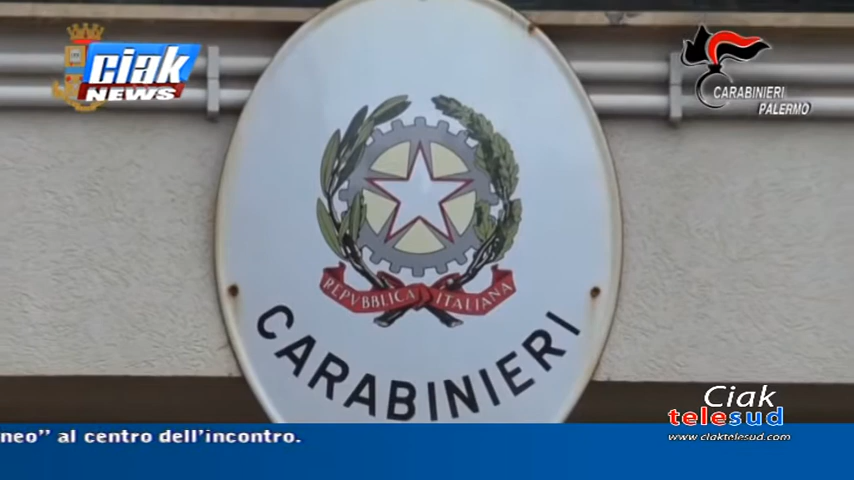 ciak
NEWS
CARABINIERI
PALERMO
REPVBBLICA ITALIANA
CARABINIERI
Ciak
telesud
www.ciaktelesud.com
neo" al centro dell'incontro.